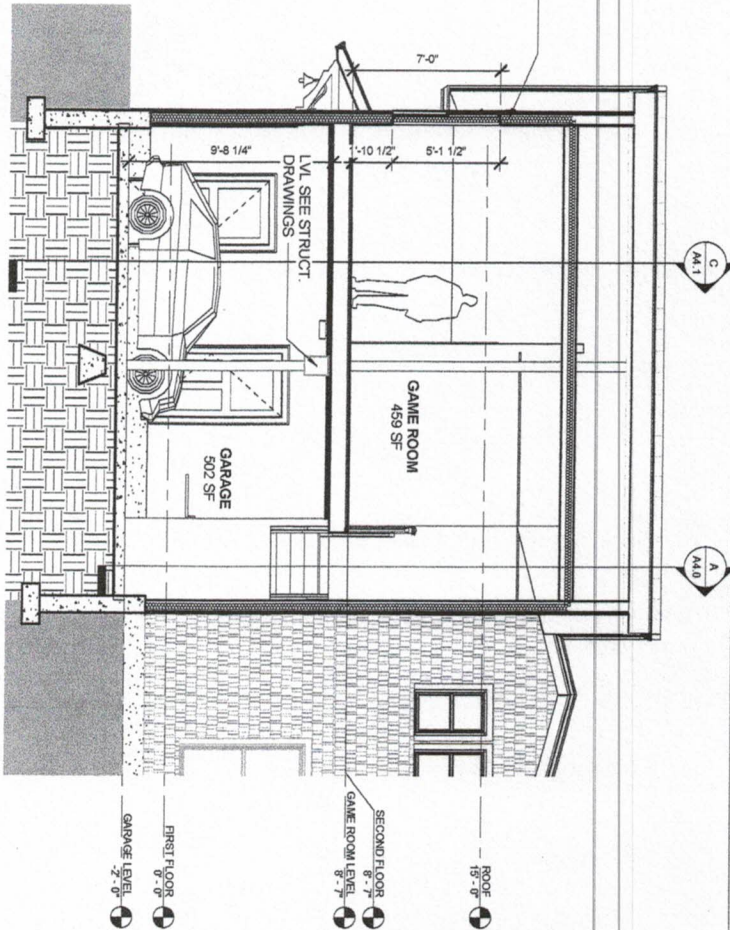 C
A4.1
A
A4.0
7'-0"
5'-1 1/2"
1'-10 1/2"
9'-8 1/4"
GAME ROOM
459 SF
LVL SEE STRUCT.
DRAWINGS
GARAGE
502 SF
ROOF
15' - 0"
SECOND FLOOR
8' - 7"
GAME ROOM LEVEL
8' - 7"
FIRST FLOOR
0' - 0"
GARAGE LEVEL
-2' - 0"